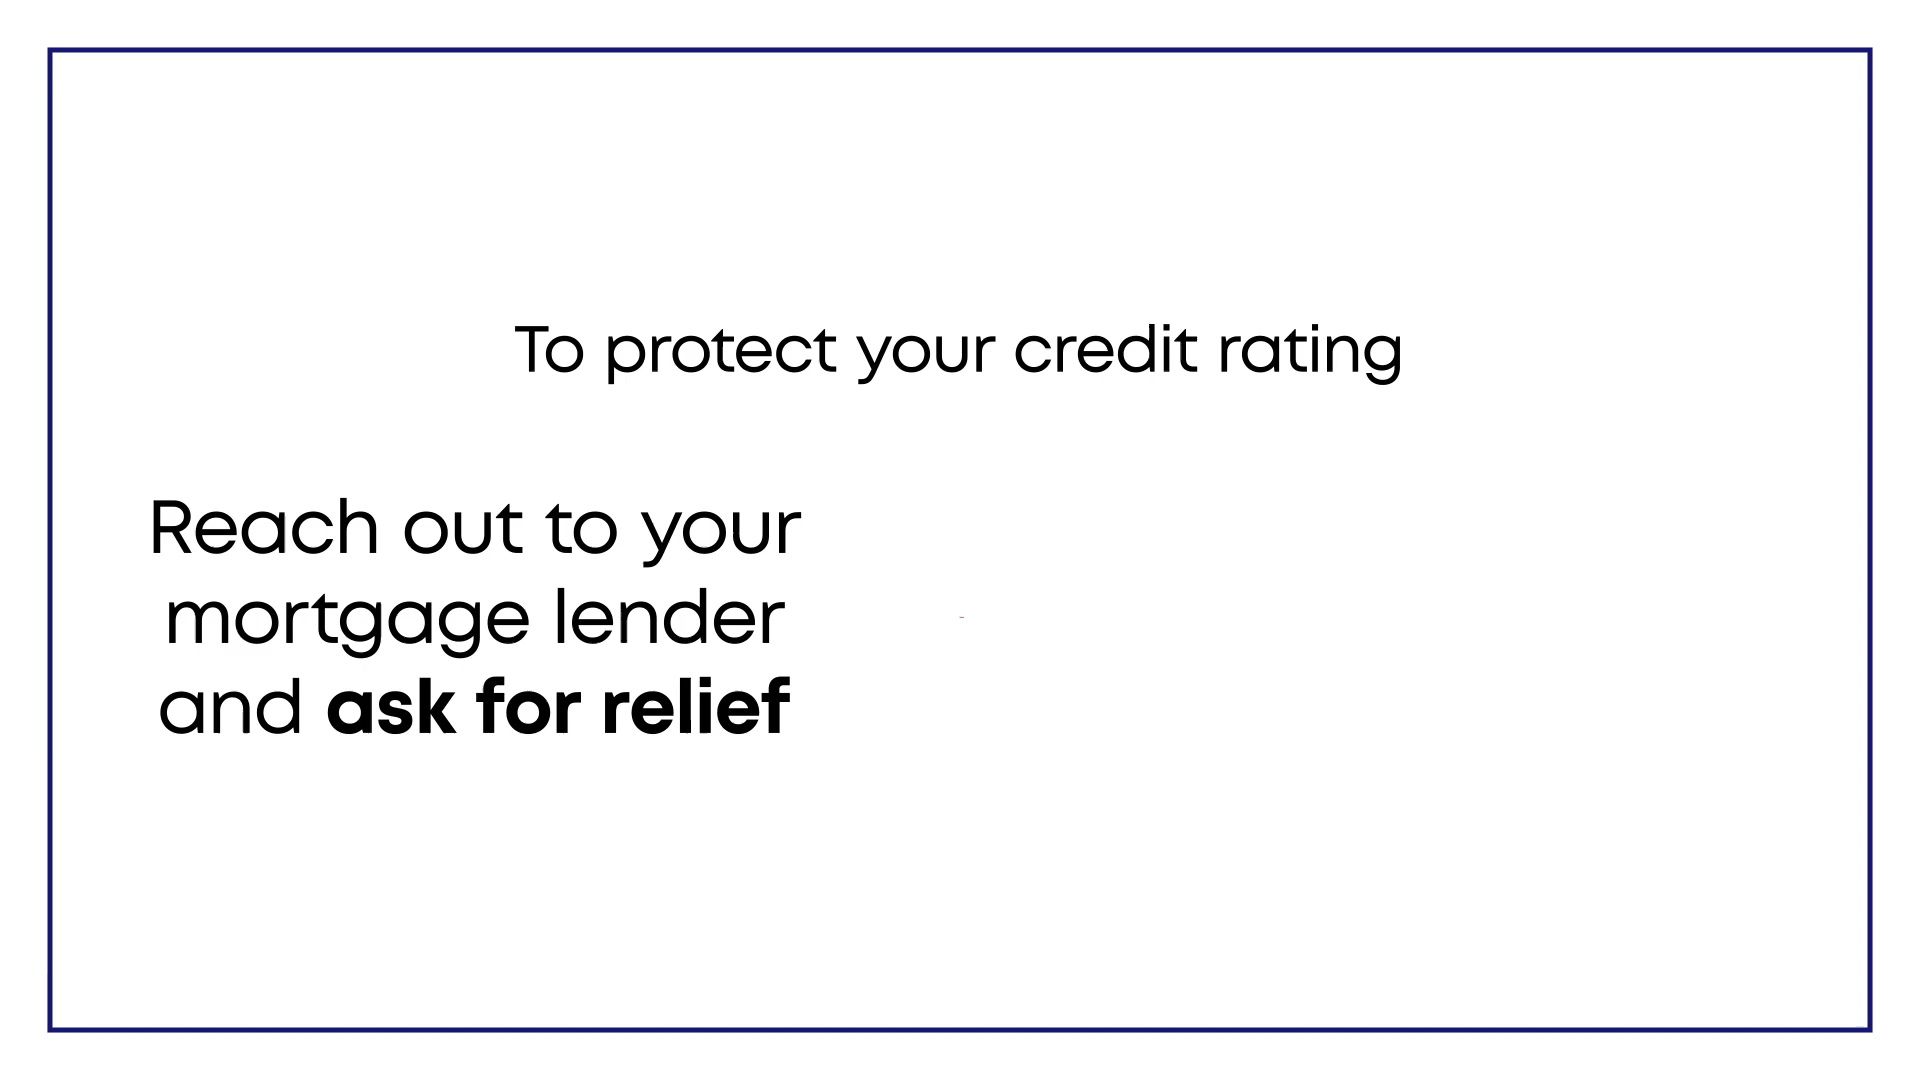 To protect your credit rating
Reach out to your
mortgage lender
and ask for relief